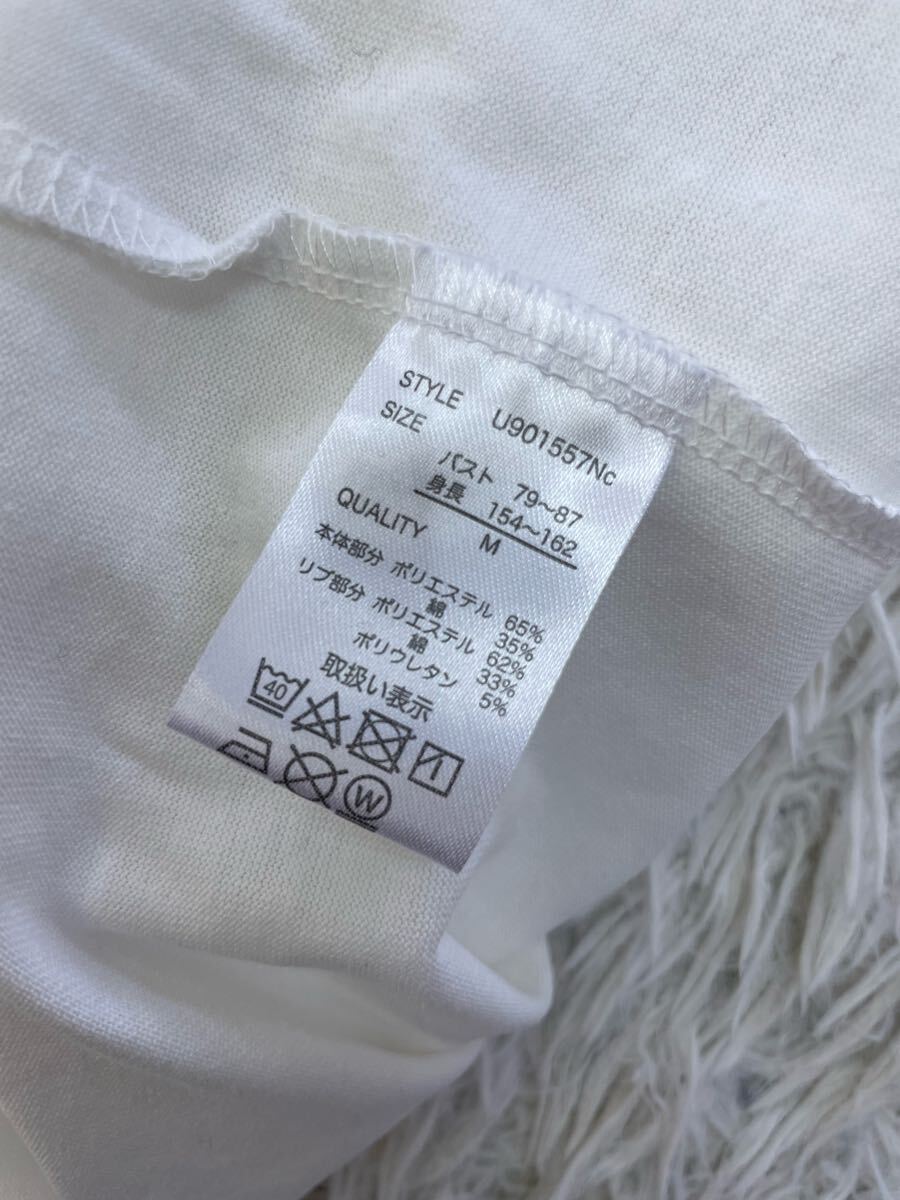 STYLE U901557Nc
SIZE
バスト 79~87
身長 154~162
M
QUALITY
本体部分 ポリエステル 65%
綿 35%
リブ部分 ポリエステル 62%
綿 33%
ポリウレタン 5%
取扱い表示
40
W